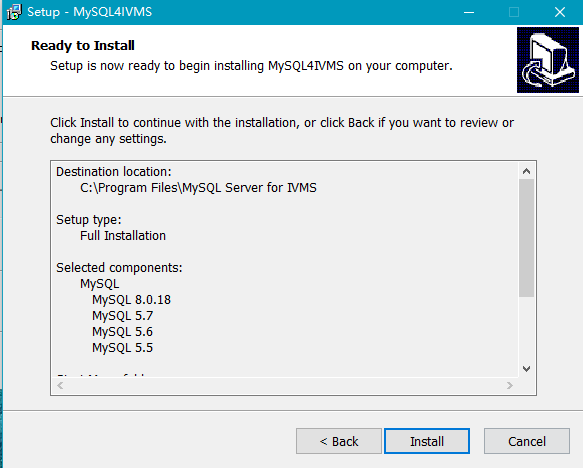 Setup - MySQL4IVMS
Ready to Install
Setup is now ready to begin installing MySQL4IVMS on your computer.
Click Install to continue with the installation, or click Back if you want to review or
change any settings.
Destination location:
C:\Program Files\MySQL Server for IVMS
Setup type:
Full Installation
Selected components:
MySQL
MySQL 8.0.18
MySQL 5.7
MySQL 5.6
MySQL 5.5
< Back
Install
Cancel